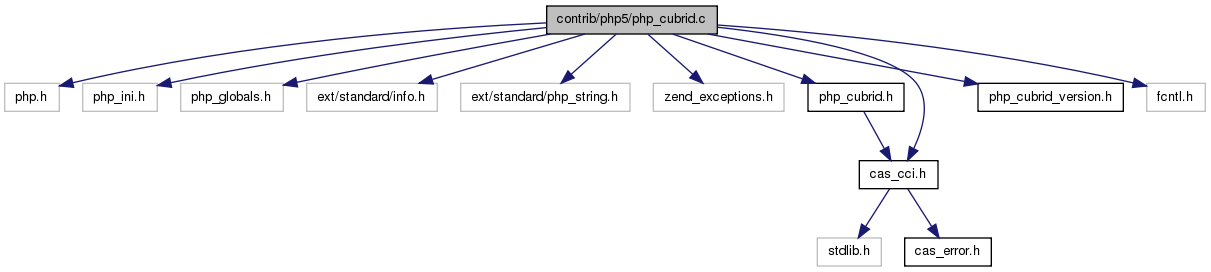 contrib/php5/php_cubrid.c
php.h
php_ini.h
php_globals.h
ext/standard/info.h
ext/standard/php_string.h
zend_exceptions.h
php_cubrid.h
php_cubrid_version.h
fcntl.h
cas_cci.h
stdlib.h
cas_error.h